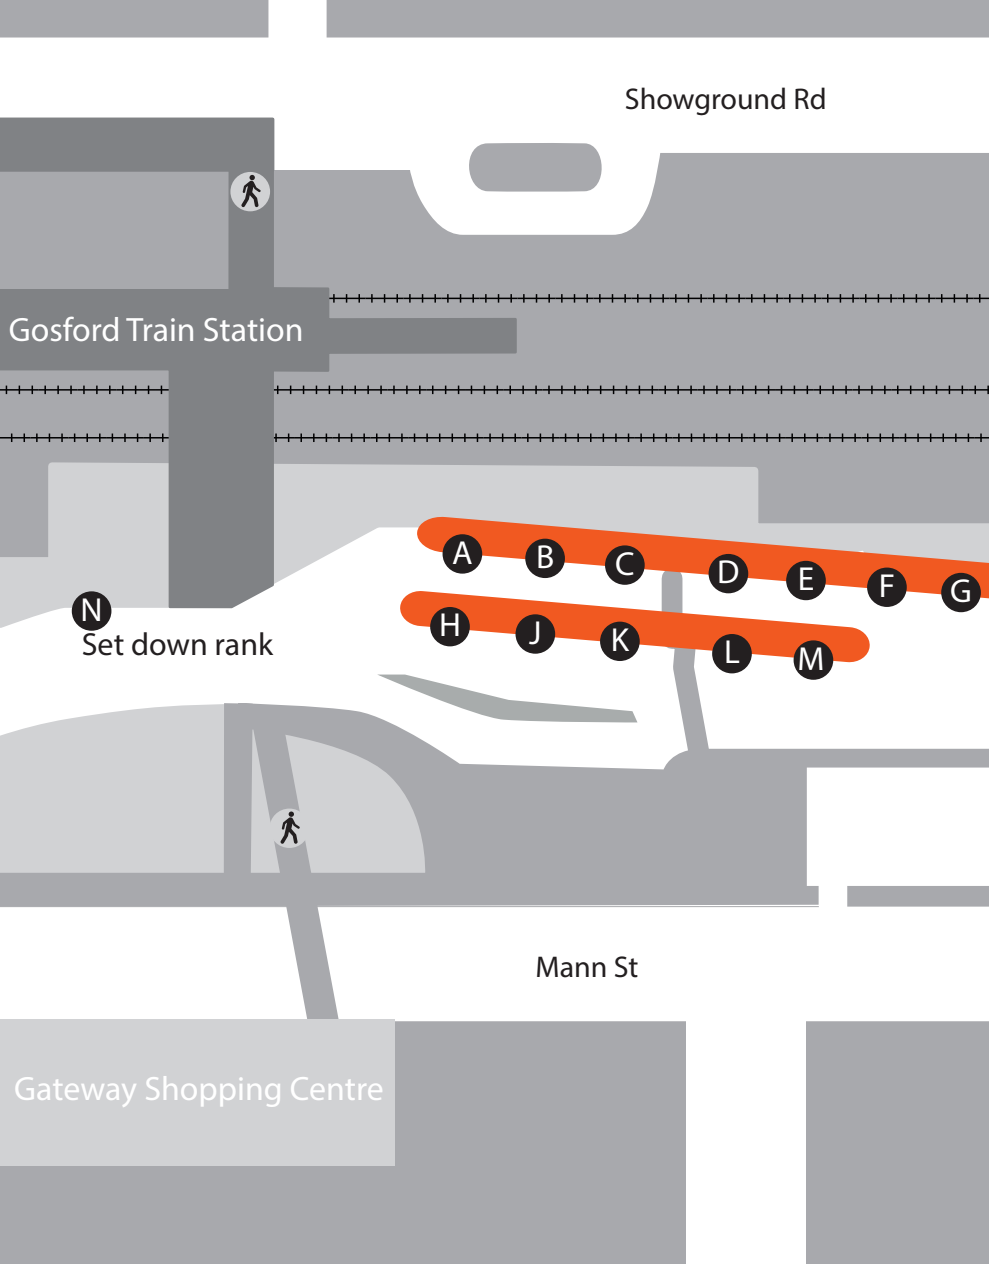 Showground Rd
Gosford Train Station
A
B
C
D
E
F
G
N
H
J
K
L
M
Set down rank
Mann St
Gateway Shopping Centre